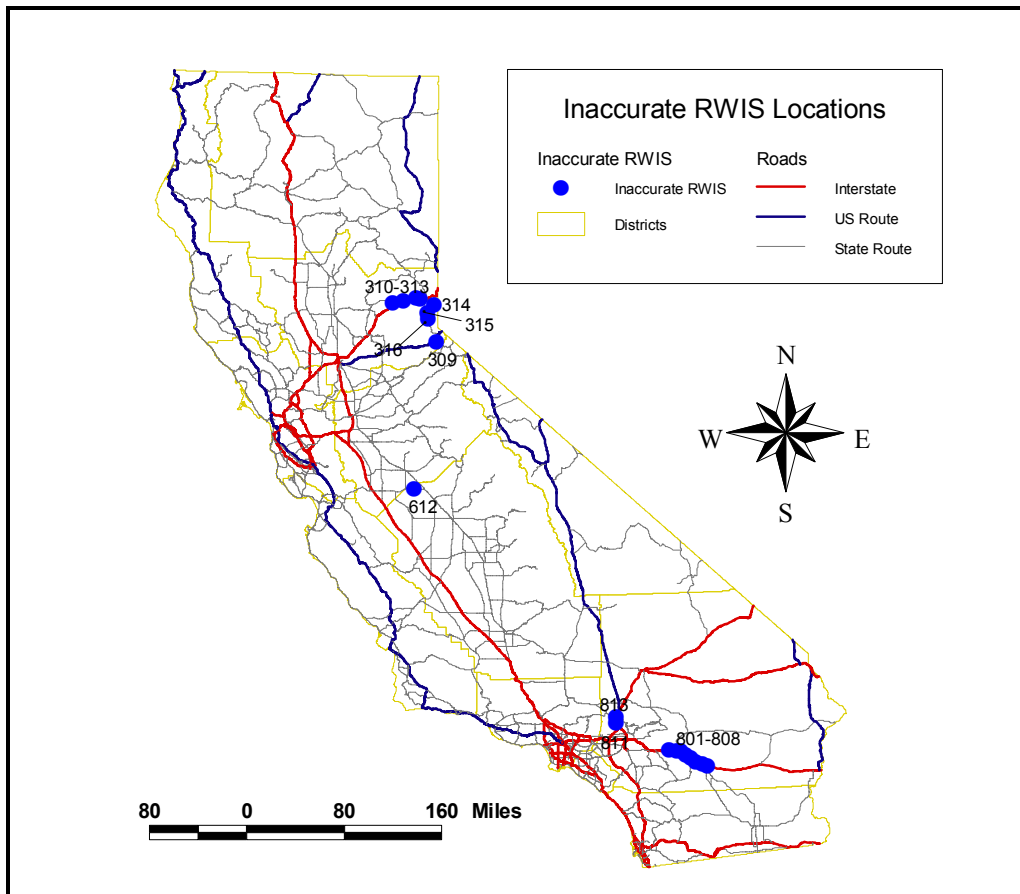 Inaccurate RWIS Locations
Inaccurate RWIS
Inaccurate RWIS
Districts
Roads
Interstate
US Route
State Route
310-313
314
315
316
309
612
N
W
E
S
813
811
801-808
80 0 80 160 Miles